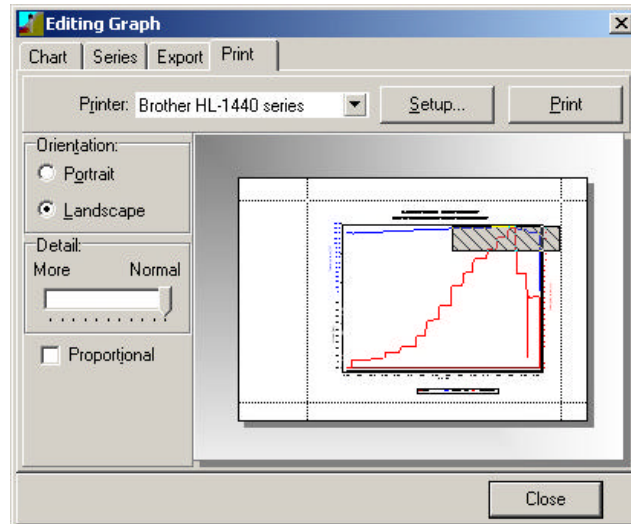 Editing Graph
Chart Series Export Print
Printer: Brother HL-1440 series Setup... Print
Orientation:
Portrait
Landscape
Detail:
More Normal
Proportional
Close